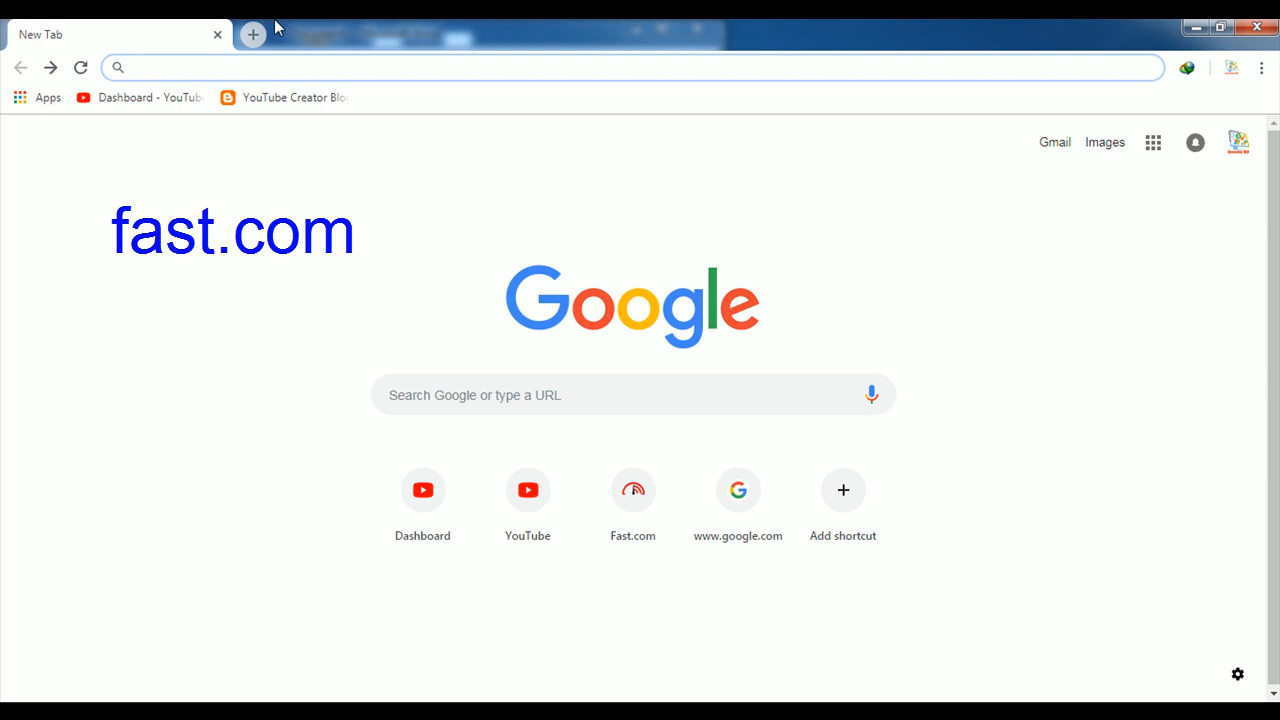 New Tab
Apps
Dashboard - YouTub
YouTube Creator Blo
Gmail
Images
fast.com
Google
Search Google or type a URL
Dashboard
YouTube
Fast.com
www.google.com
Add shortcut